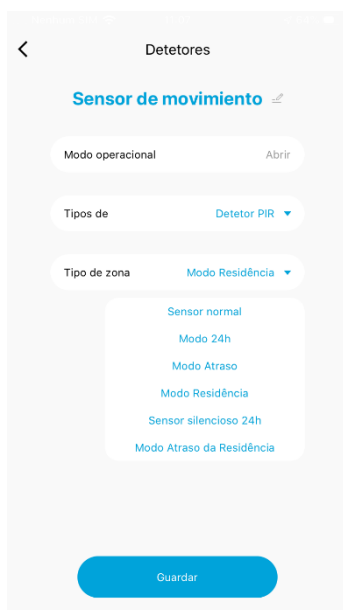 Detetores
Sensor de movimiento
Modo operacional Abrir
Tipos de Detetor PIR
Tipo de zona Modo Residência
Sensor normal
Modo 24h
Modo Atraso
Modo Residência
Sensor silencioso 24h
Modo Atraso da Residência
Guardar